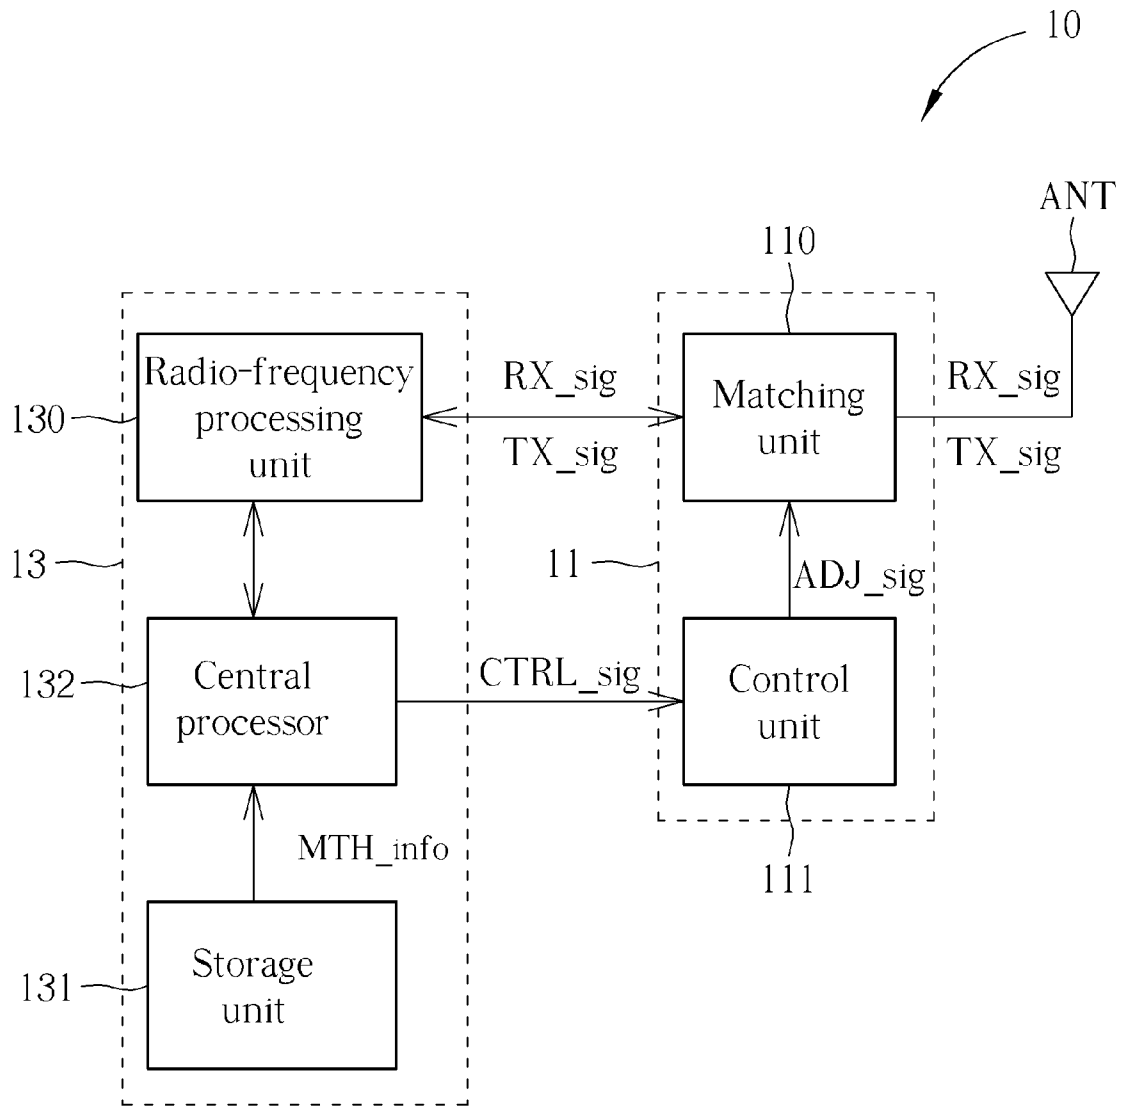 10
ANT
110
Radio-frequency
processing
unit
130
RX_sig
TX_sig
Matching
unit
RX_sig
TX_sig
13
11
ADJ_sig
132
Central
processor
CTRL_sig
Control
unit
MTH_info
111
131
Storage
unit